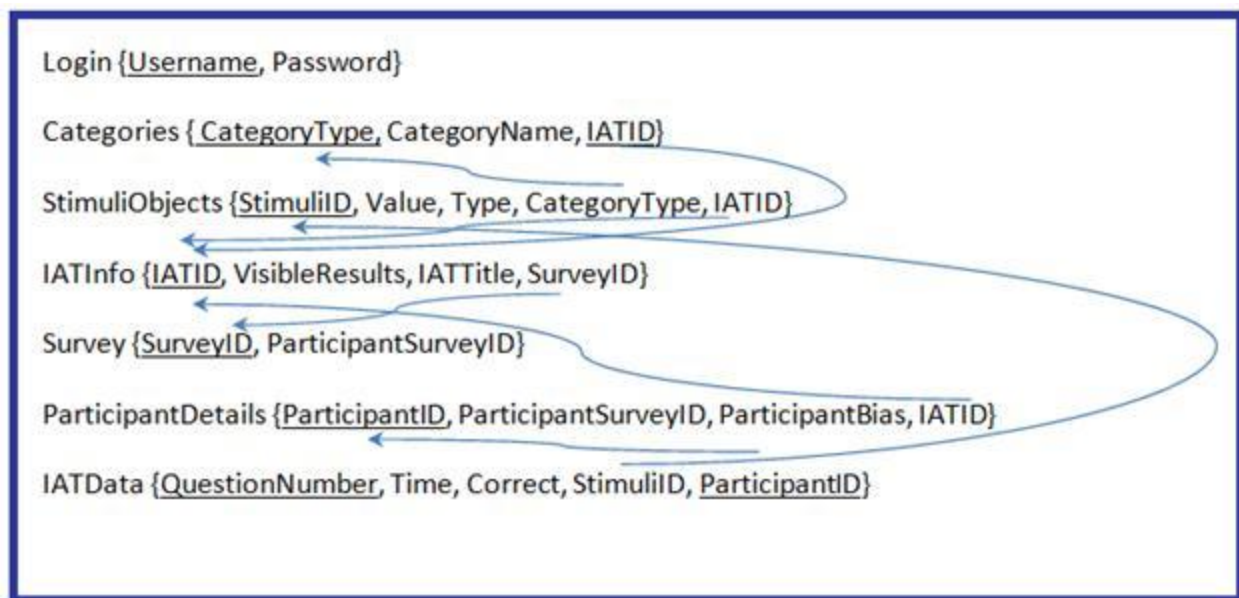 Login {Username, Password}
Categories { CategoryType, CategoryName, IATID}
StimuliObjects {StimuliID, Value, Type, CategoryType, IATID}
IATInfo {IATID, VisibleResults, IATTitle, SurveyID}
Survey {SurveyID, ParticipantSurveyID}
ParticipantDetails {ParticipantID, ParticipantSurveyID, ParticipantBias, IATID}
IATData {QuestionNumber, Time, Correct, StimuliID, ParticipantID}